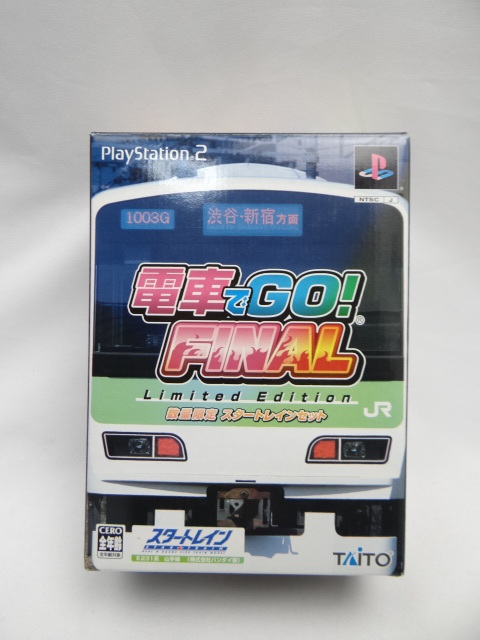 PlayStation 2
NTSC J
1003G
渋谷・新宿方面
電車でGO!
FINAL
Limited Edition
数量限定 スタートレインセット
JR
CERO
全年齢
スタートレイン
TAITO